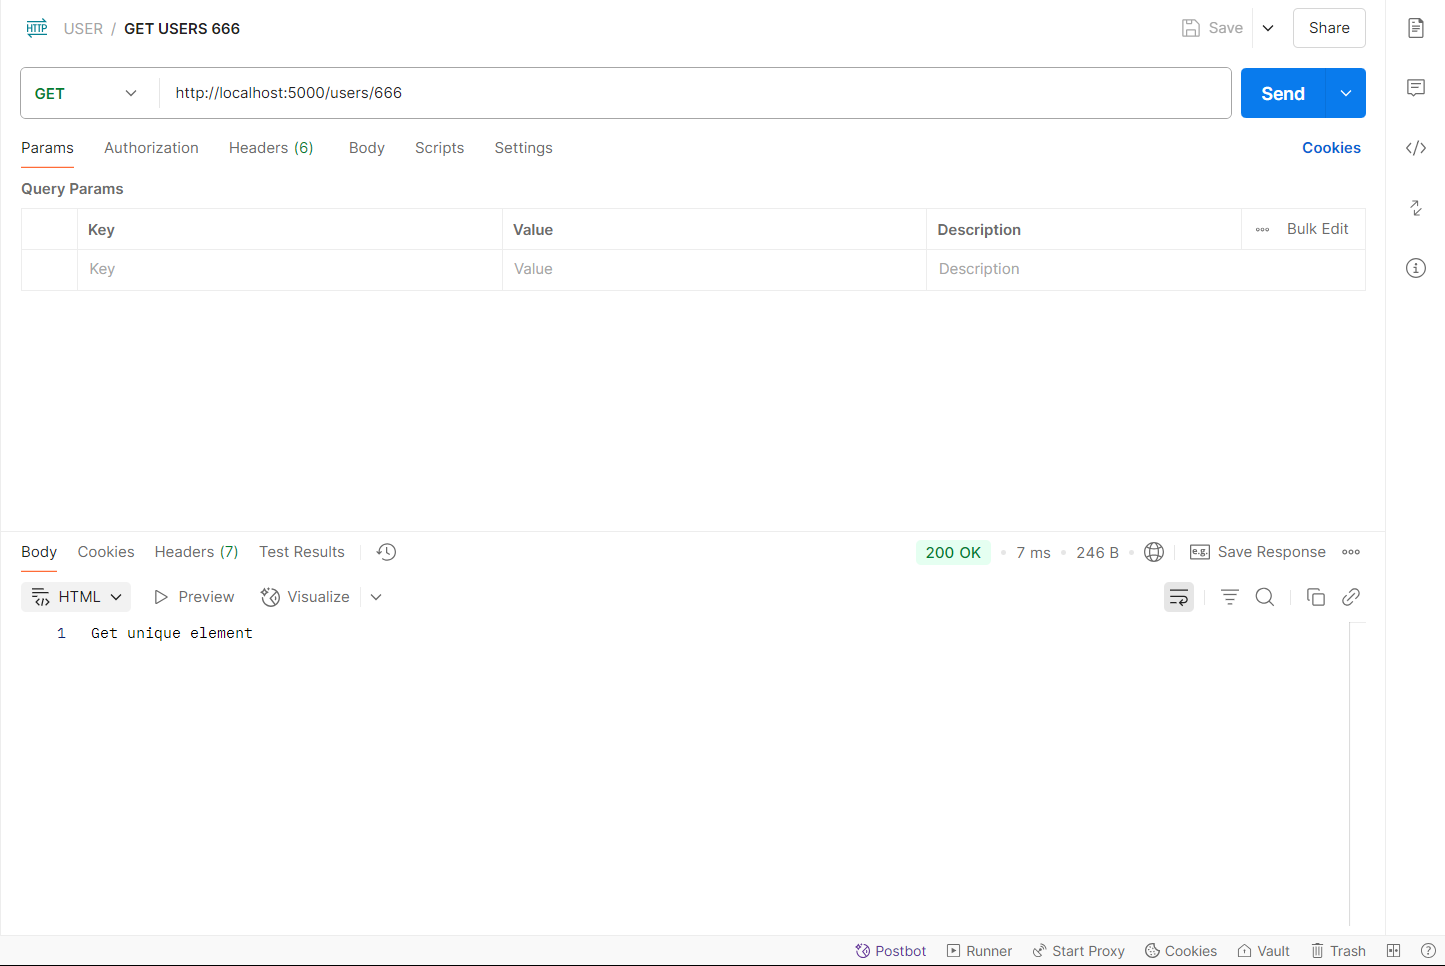 HTTP USER / GET USERS 666 Save Share
GET http://localhost:5000/users/666 Send
Params Authorization Headers (6) Body Scripts Settings Cookies
Query Params
Key Value Description Bulk Edit
Key Value Description
Body Cookies Headers (7) Test Results 200 OK 7 ms 246 B e.g. Save Response
HTML Preview Visualize
1 Get unique element
Postbot Runner Start Proxy Cookies Vault Trash